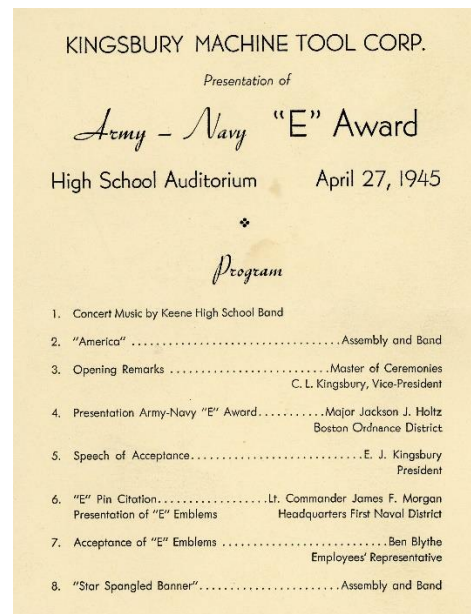 KINGSBURY MACHINE TOOL CORP.
Presentation of
Army – Navy "E" Award
High School Auditorium April 27, 1945
Program
1. Concert Music by Keene High School Band
2. "America" ................................Assembly and Band
3. Opening Remarks ........................Master of Ceremonies
C. L. Kingsbury, Vice-President
4. Presentation Army-Navy "E" Award..........Major Jackson J. Holtz
Boston Ordnance District
5. Speech of Acceptance..........................E. J. Kingsbury
President
6. "E" Pin Citation.................Lt. Commander James F. Morgan
Presentation of "E" Emblems Headquarters First Naval District
7. Acceptance of "E" Emblems .........................Ben Blythe
Employees' Representative
8. "Star Spangled Banner"......................Assembly and Band